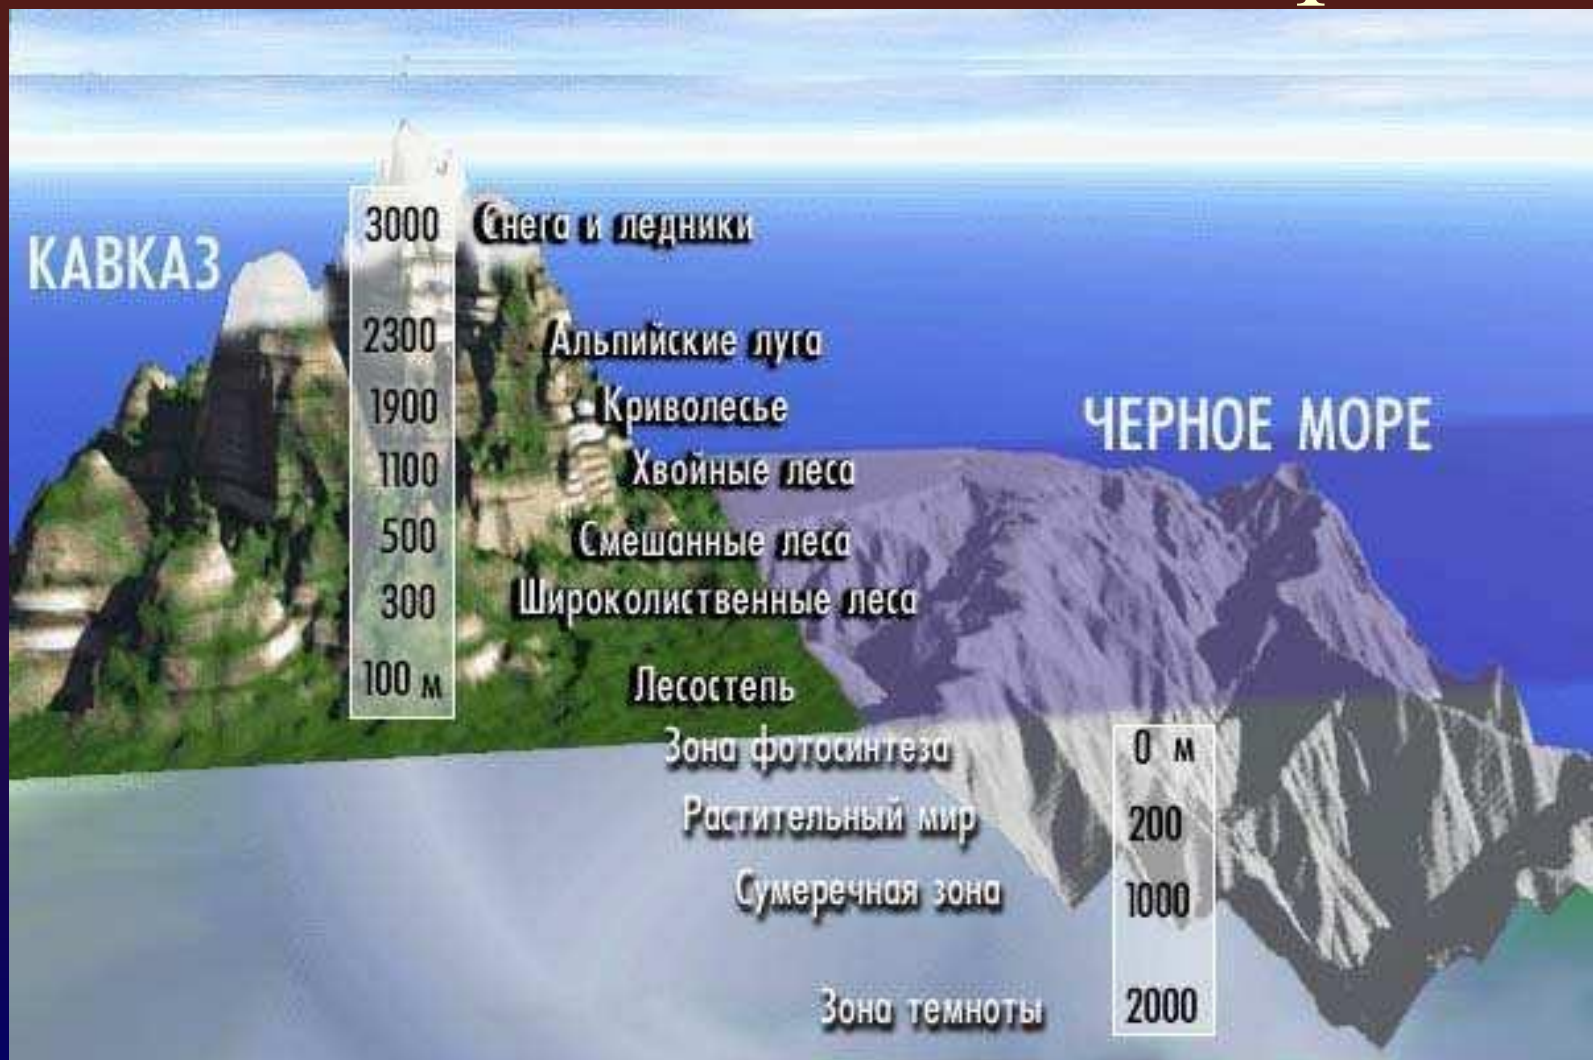 КАВКАЗ
3000 Снега и ледники
2300 Альпийские луга
1900 Криволесье
1100 Хвойные леса
500 Смешанные леса
300 Широколиственные леса
100 м Лесостепь
ЧЕРНОЕ МОРЕ
Зона фотосинтеза 0 м
Растительный мир 200
Сумеречная зона 1000
Зона темноты 2000